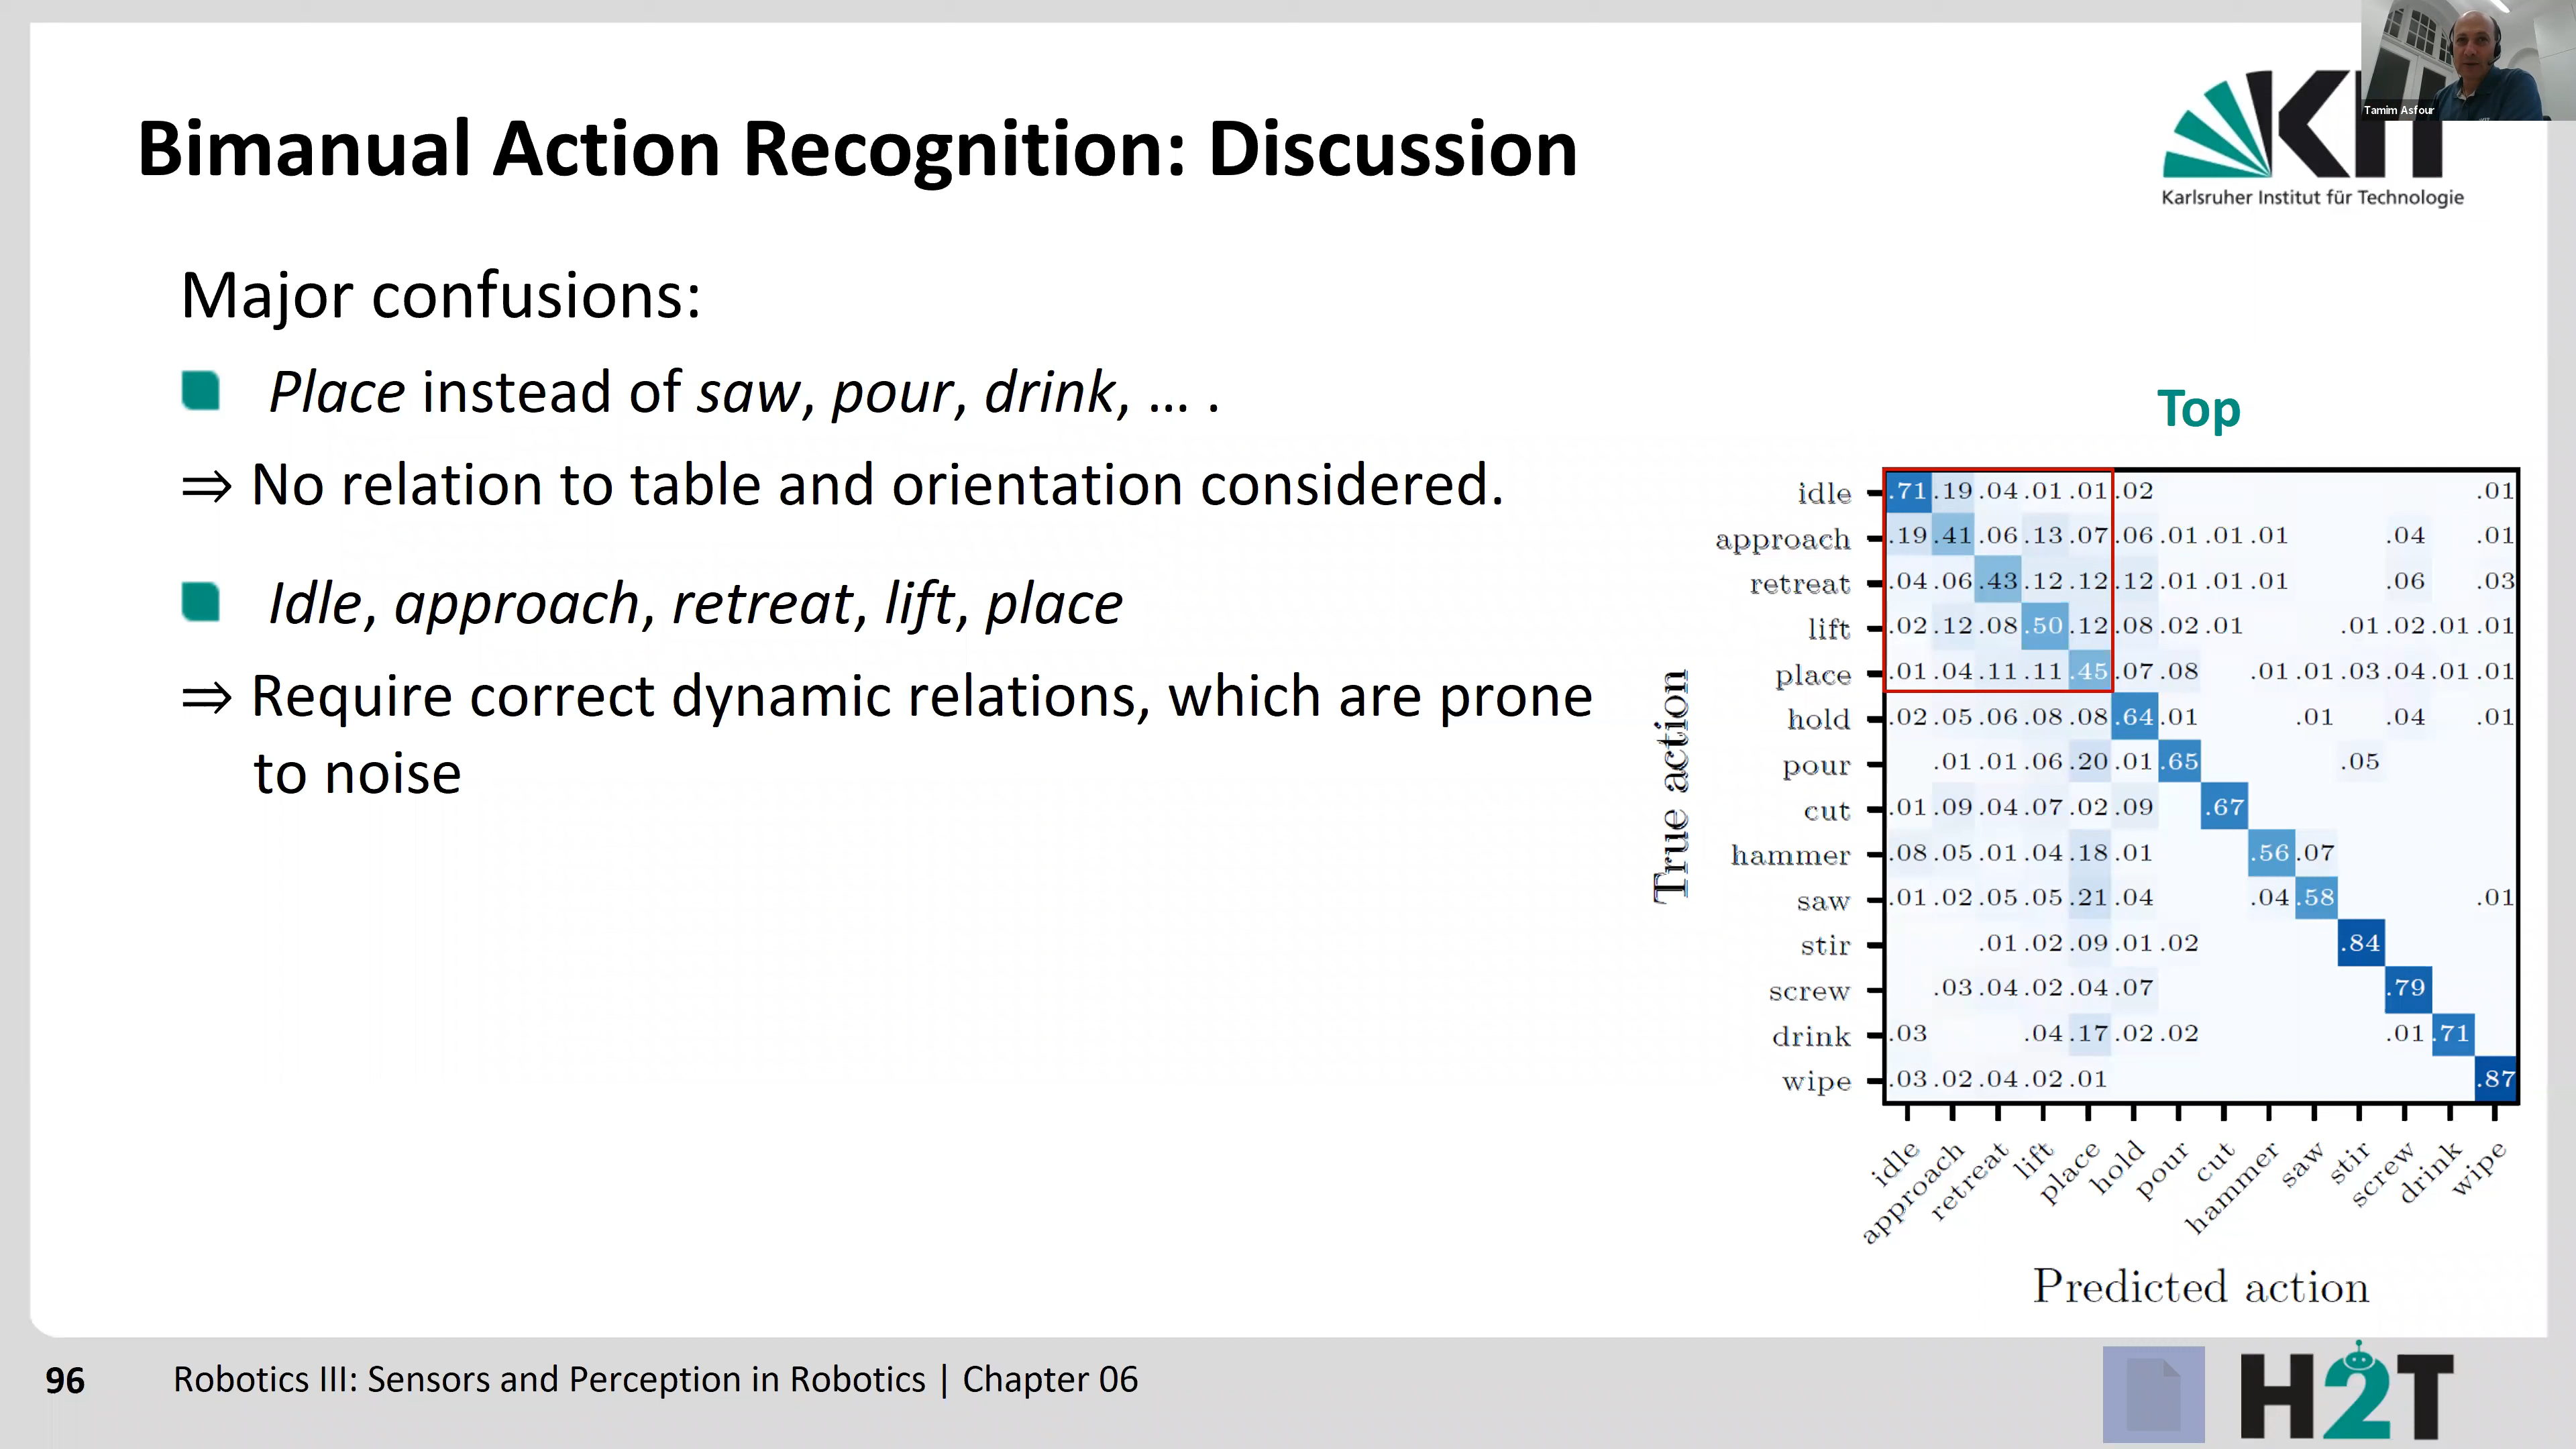 Tamim Asfour
KIT
Karlsruher Institut für Technologie
Bimanual Action Recognition: Discussion
Major confusions:
Place instead of saw, pour, drink, … .
⇒ No relation to table and orientation considered.
Idle, approach, retreat, lift, place
⇒ Require correct dynamic relations, which are prone
to noise
Top
True action
idle .71 .19 .04 .01 .01 .02 .01
approach .19 .41 .06 .13 .07 .06 .01 .01 .01 .04 .01
retreat .04 .06 .43 .12 .12 .12 .01 .01 .01 .06 .03
lift .02 .12 .08 .50 .12 .08 .02 .01 .01 .02 .01 .01
place .01 .04 .11 .11 .45 .07 .08 .01 .01 .03 .04 .01 .01
hold .02 .05 .06 .08 .08 .64 .01 .01 .04 .01
pour .01 .01 .06 .20 .01 .65 .05
cut .01 .09 .04 .07 .02 .09 .67
hammer .08 .05 .01 .04 .18 .01 .56 .07
saw .01 .02 .05 .05 .21 .04 .04 .58 .01
stir .01 .02 .09 .01 .02 .84
screw .03 .04 .02 .04 .07 .79
drink .03 .04 .17 .02 .02 .01 .71
wipe .03 .02 .04 .02 .01 .87
idle approach retreat lift place hold pour cut hammer saw stir screw drink wipe
Predicted action
96 Robotics III: Sensors and Perception in Robotics | Chapter 06
H2T